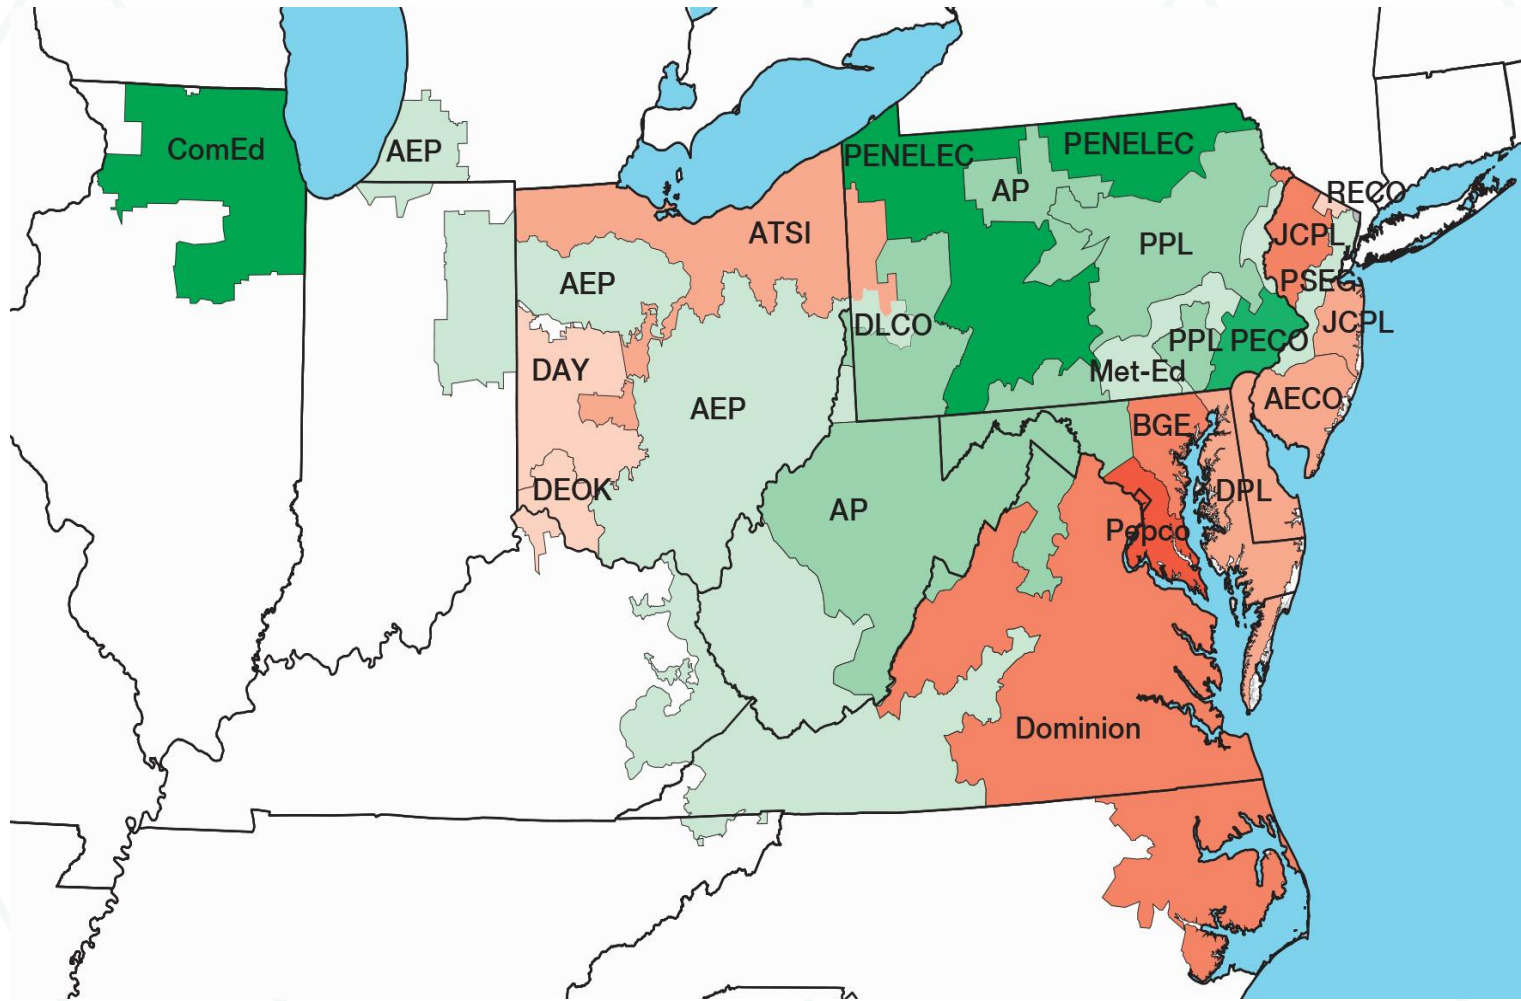 PENELEC
ComEd
AEP
PENELEC
AP
RECO
ATSI
JCPL
PPL
AEP
PSEG
DLCO
JCPL
PPL
PECO
DAY
Met-Ed
AEP
AECO
BGE
DEOK
DPL
AP
Pepco
Dominion